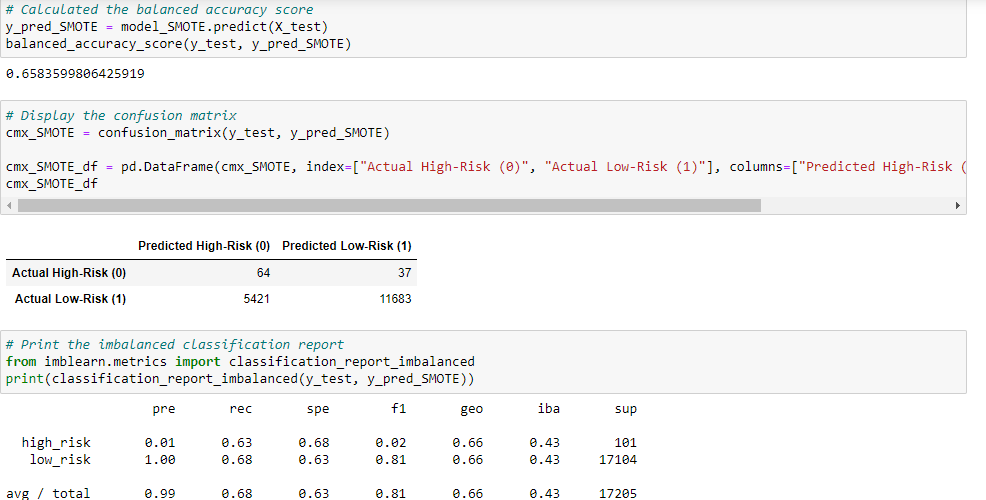 # Calculated the balanced accuracy score
y_pred_SMOTE = model_SMOTE.predict(X_test)
balanced_accuracy_score(y_test, y_pred_SMOTE)
0.6583599806425919
# Display the confusion matrix
cmx_SMOTE = confusion_matrix(y_test, y_pred_SMOTE)
cmx_SMOTE_df = pd.DataFrame(cmx_SMOTE, index=["Actual High-Risk (0)", "Actual Low-Risk (1)"], columns=["Predicted High-Risk (
cmx_SMOTE_df
Predicted High-Risk (0) Predicted Low-Risk (1)
Actual High-Risk (0) 64 37
Actual Low-Risk (1) 5421 11683
# Print the imbalanced classification report
from imblearn.metrics import classification_report_imbalanced
print(classification_report_imbalanced(y_test, y_pred_SMOTE))
pre rec spe f1 geo iba sup
high_risk 0.01 0.63 0.68 0.02 0.66 0.43 101
low_risk 1.00 0.68 0.63 0.81 0.66 0.43 17104
avg / total 0.99 0.68 0.63 0.81 0.66 0.43 17205